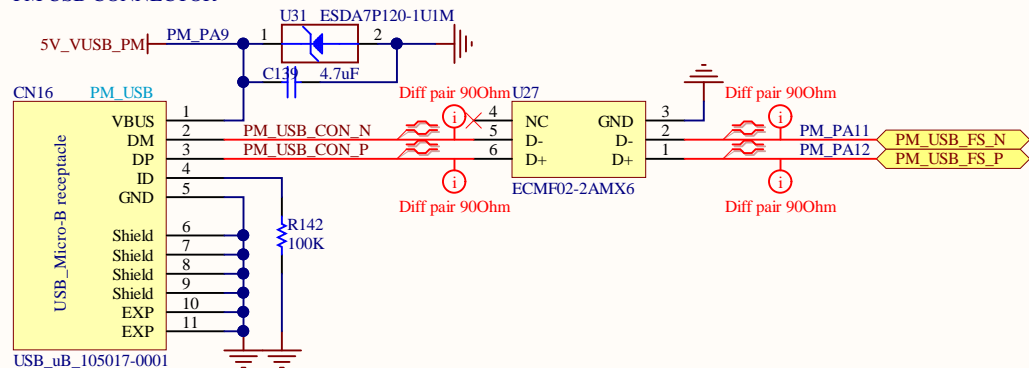 U31 ESDA7P120-1U1M
5V_VUSB_PM PM_PA9 1 2
C139 4.7uF
CN16 PM_USB
Diff pair 90Ohm U27 Diff pair 90Ohm
VBUS 1 i 4 NC GND 3 i
DM 2 PM_USB_CON_N 5 D- D- 2 PM_PA11 PM_USB_FS_N
DP 3 PM_USB_CON_P 6 D+ D+ 1 PM_PA12 PM_USB_FS_P
ID 4 i i
GND 5 ECMF02-2AMX6
Diff pair 90Ohm Diff pair 90Ohm
USB_Micro-B receptacle
R142
Shield 6
100K
Shield 7
Shield 8
Shield 9
EXP 10
EXP 11
USB_uB_105017-0001